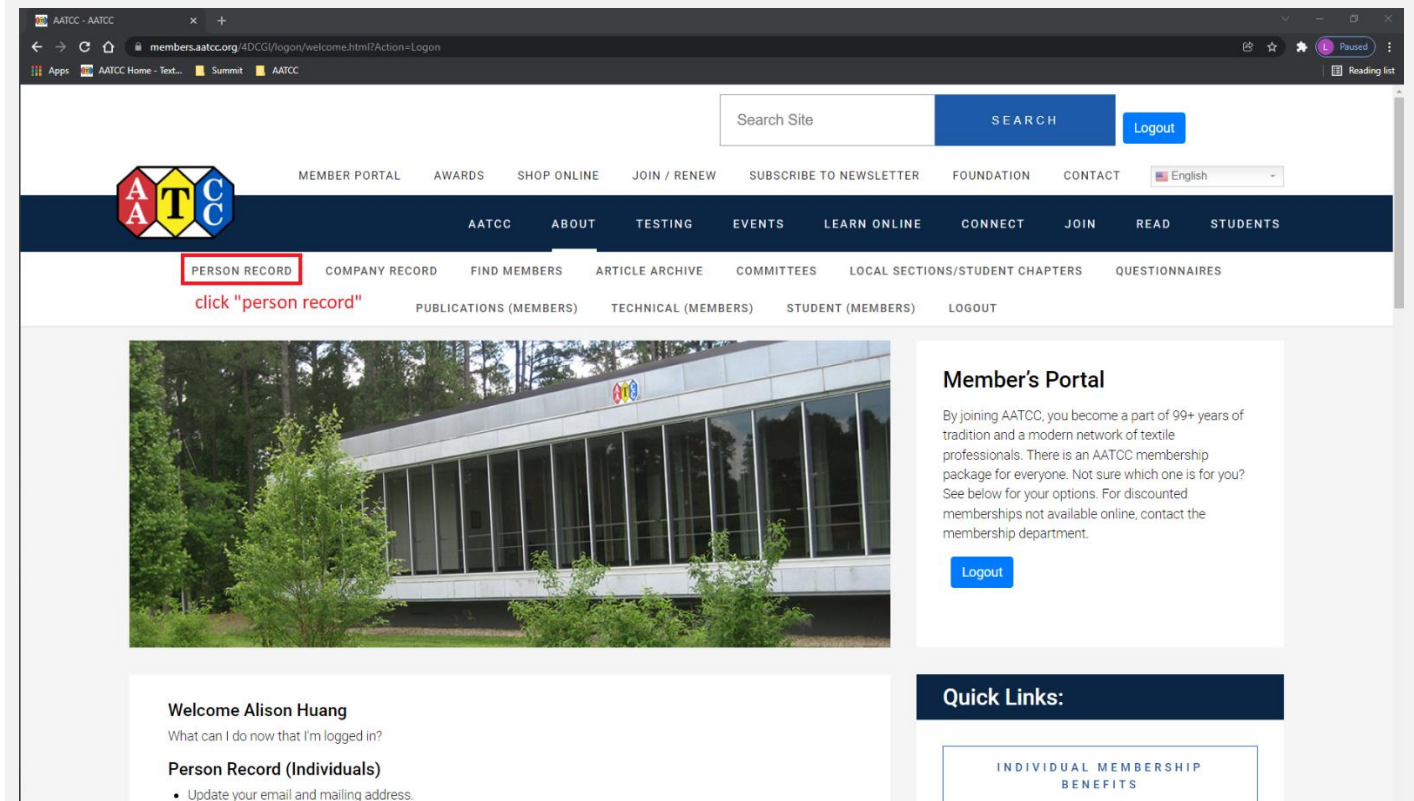 AATCC - AATCC
members.aatcc.org/4DCGI/logon/welcome.html?Action=Logon
L Paused
Apps AATCC Home - Text... Summit AATCC
Reading list
Search Site SEARCH Logout
MEMBER PORTAL AWARDS SHOP ONLINE JOIN / RENEW SUBSCRIBE TO NEWSLETTER FOUNDATION CONTACT English
A A T C C
AATCC ABOUT TESTING EVENTS LEARN ONLINE CONNECT JOIN READ STUDENTS
PERSON RECORD COMPANY RECORD FIND MEMBERS ARTICLE ARCHIVE COMMITTEES LOCAL SECTIONS/STUDENT CHAPTERS QUESTIONNAIRES
click "person record"
PUBLICATIONS (MEMBERS) TECHNICAL (MEMBERS) STUDENT (MEMBERS) LOGOUT
Member's Portal
By joining AATCC, you become a part of 99+ years of
tradition and a modern network of textile
professionals. There is an AATCC membership
package for everyone. Not sure which one is for you?
See below for your options. For discounted
memberships not available online, contact the
membership department.
Logout
Welcome Alison Huang
What can I do now that I'm logged in?
Person Record (Individuals)
• Update your email and mailing address.
Quick Links:
INDIVIDUAL MEMBERSHIP
BENEFITS